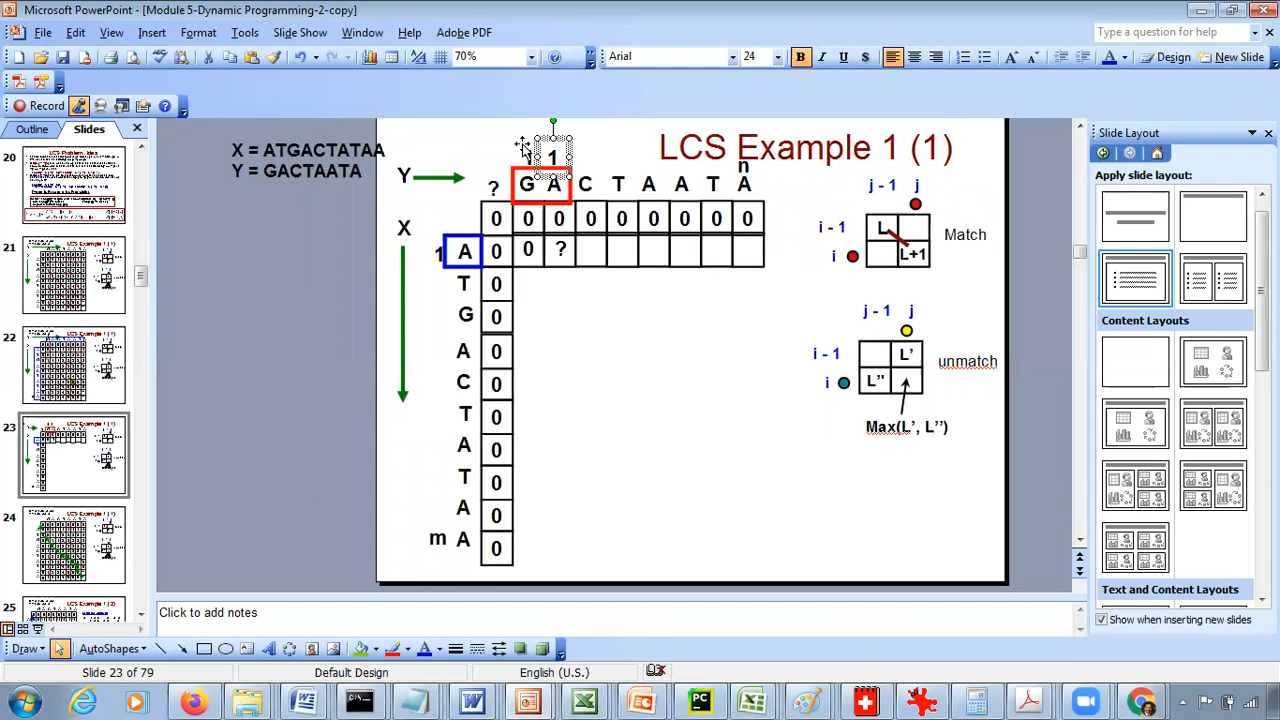 Microsoft PowerPoint - [Module 5-Dynamic Programming-2-copy]
File Edit View Insert Format Tools Slide Show Window Help Adobe PDF
Type a question for help
70%
Arial
24
B I U S
Design
New Slide
Record
Outline
Slides
Slide Layout
Apply slide layout:
Content Layouts
Text and Content Layouts
Show when inserting new slides
20
21
22
23
24
25
X = ATGACTATAA
Y = GACTAATA
LCS Example 1 (1)
1
n
Y
? G A C T A A T A
0 0 0 0 0 0 0 0 0
X
1 A 0 0 ?
T 0
G 0
A 0
C 0
T 0
A 0
T 0
A 0
m A 0
j - 1 j
i - 1 L
i L+1
Match
j - 1 j
i - 1 L’
i L’’
unmatch
Max(L’, L’’)
Click to add notes
Draw
AutoShapes
Slide 23 of 79
Default Design
English (U.S.)